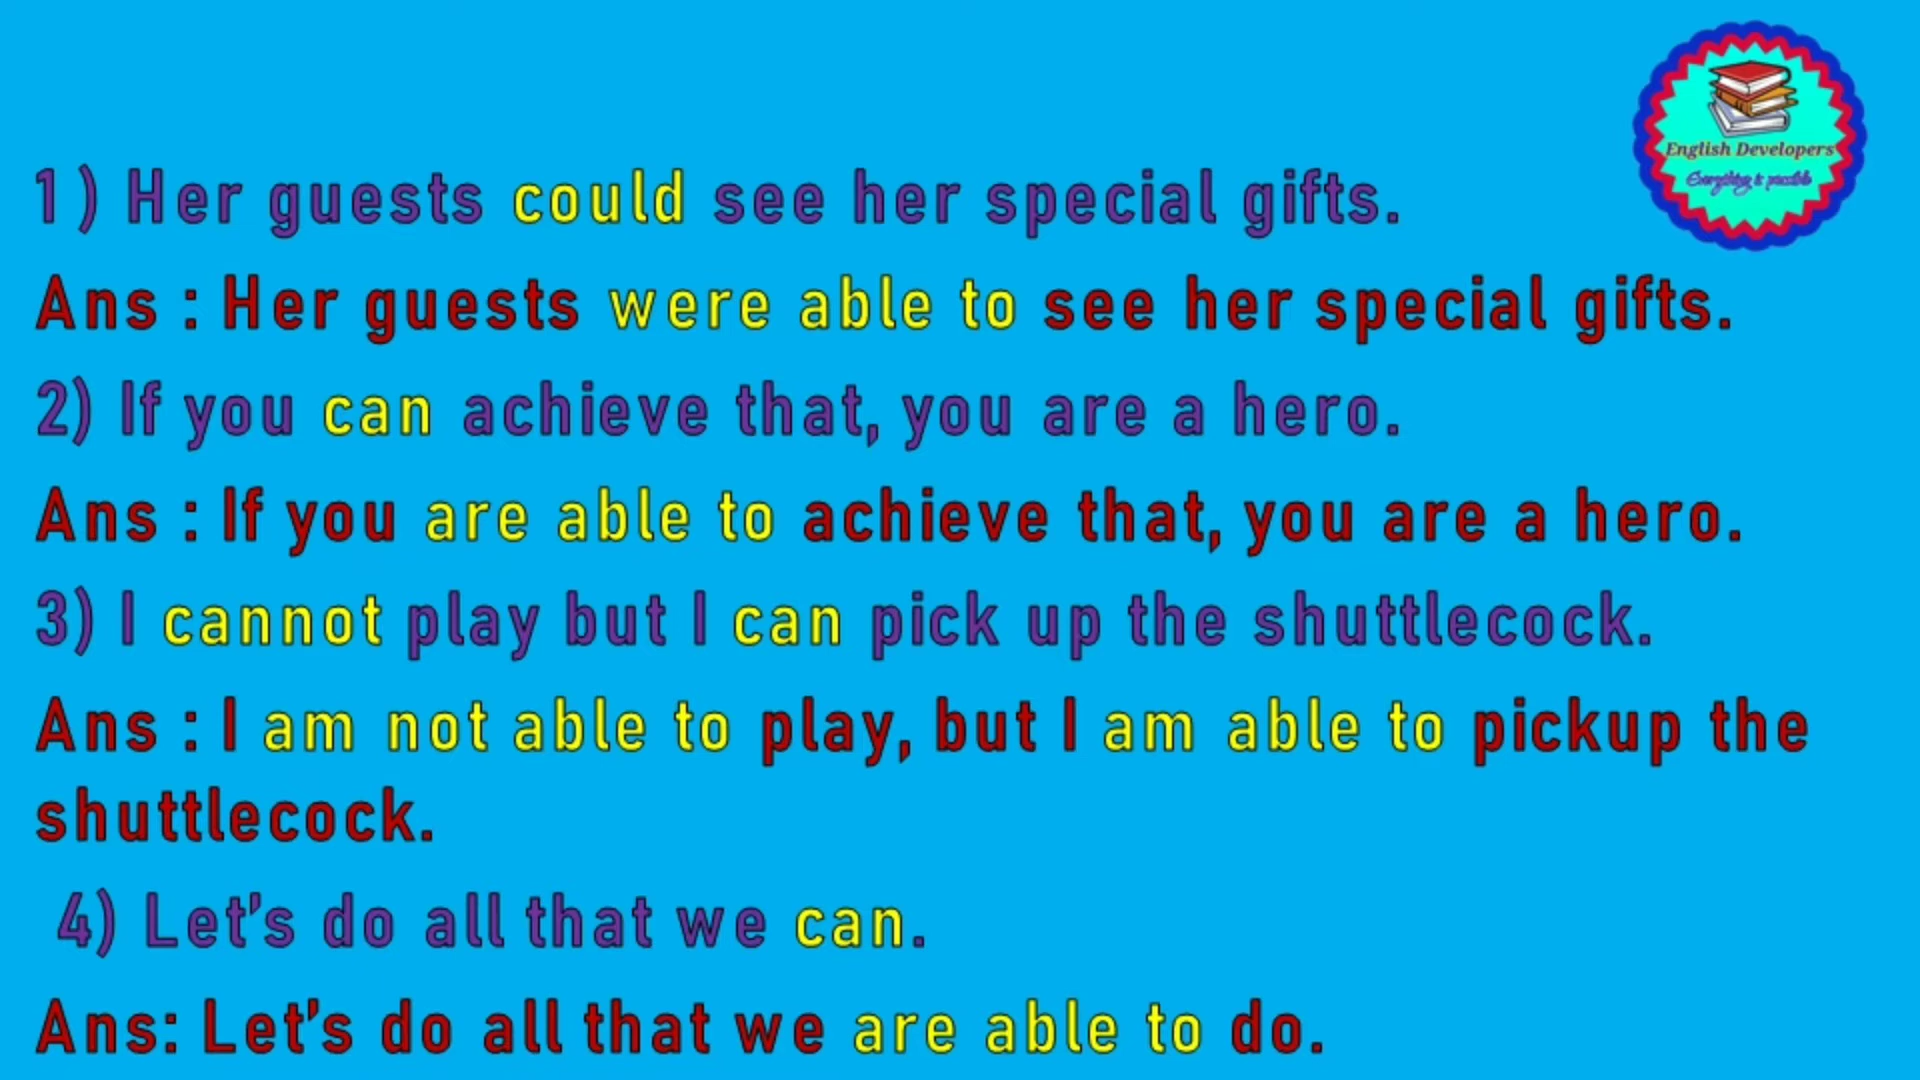 English Developers
Everything is possible
1) Her guests could see her special gifts.
Ans : Her guests were able to see her special gifts.
2) If you can achieve that, you are a hero.
Ans : If you are able to achieve that, you are a hero.
3) I cannot play but I can pick up the shuttlecock.
Ans : I am not able to play, but I am able to pickup the
shuttlecock.
4) Let's do all that we can.
Ans: Let's do all that we are able to do.